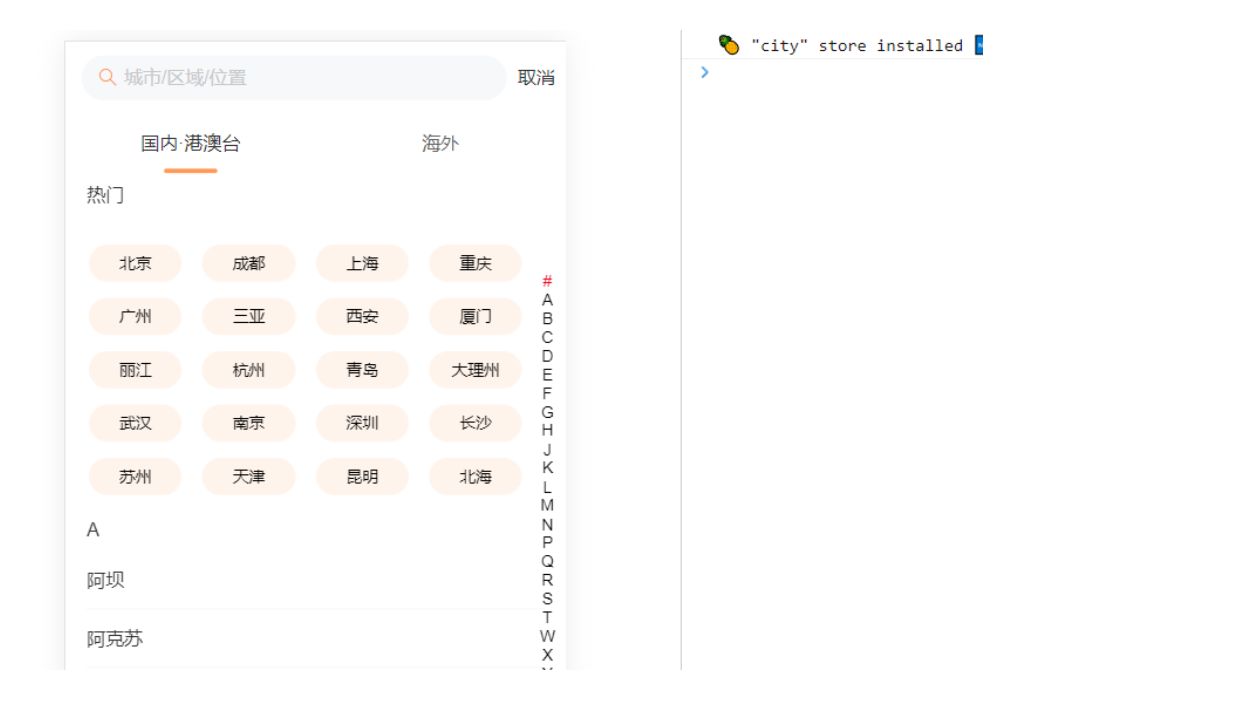 城市/区域/位置 取消
国内·港澳台 海外
热门
北京 成都 上海 重庆
广州 三亚 西安 厦门
丽江 杭州 青岛 大理州
武汉 南京 深圳 长沙
苏州 天津 昆明 北海
A
阿坝
阿克苏
#
A
B
C
D
E
F
G
H
J
K
L
M
N
P
Q
R
S
T
W
X
"city" store installed